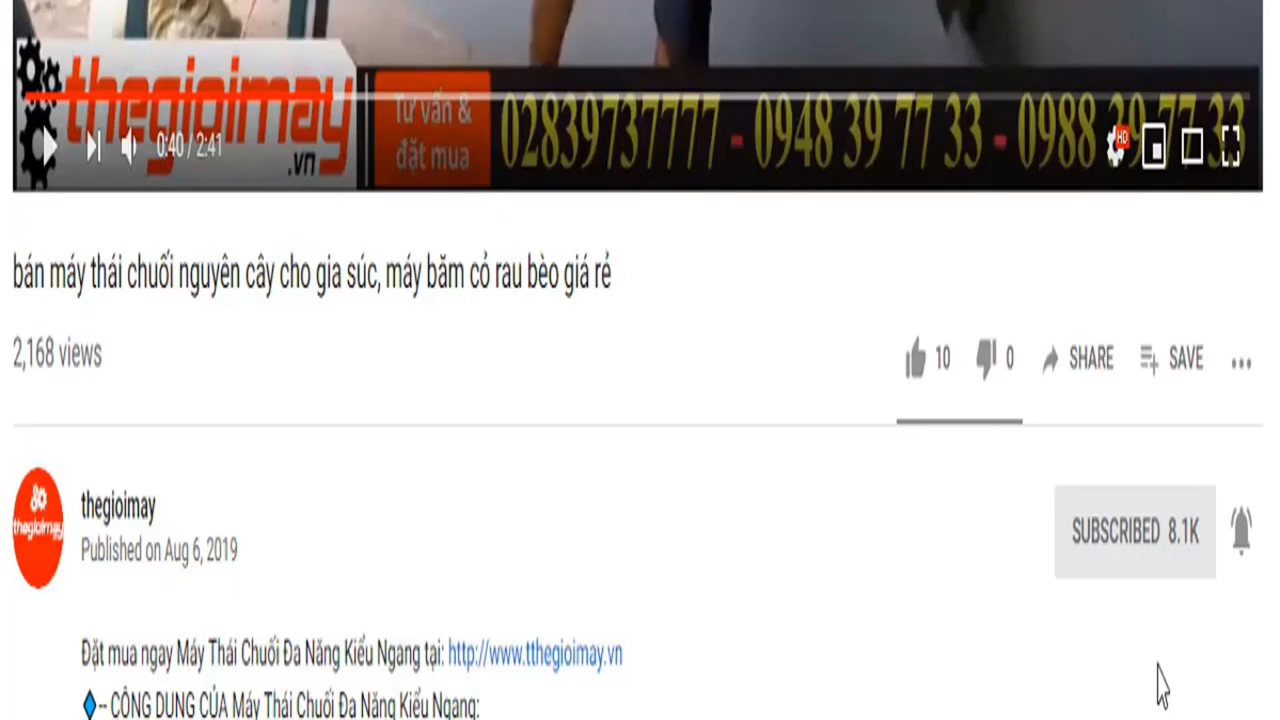 thegioimay
.vn
Tư vấn &
đặt mua
02839737777 - 0948 39 77 33 - 0988 39 77 33
HD
0:40 / 2:41
bán máy thái chuối nguyên cây cho gia súc, máy băm cỏ rau bèo giá rẻ
2,168 views
10 0 SHARE SAVE
thegioimay
thegioimay
Published on Aug 6, 2019
SUBSCRIBED 8.1K
Đặt mua ngay Máy Thái Chuối Đa Năng Kiểu Ngang tại: http://www.tthegioimay.vn
-- CÔNG DỤNG CỦA Máy Thái Chuối Đa Năng Kiểu Ngang: